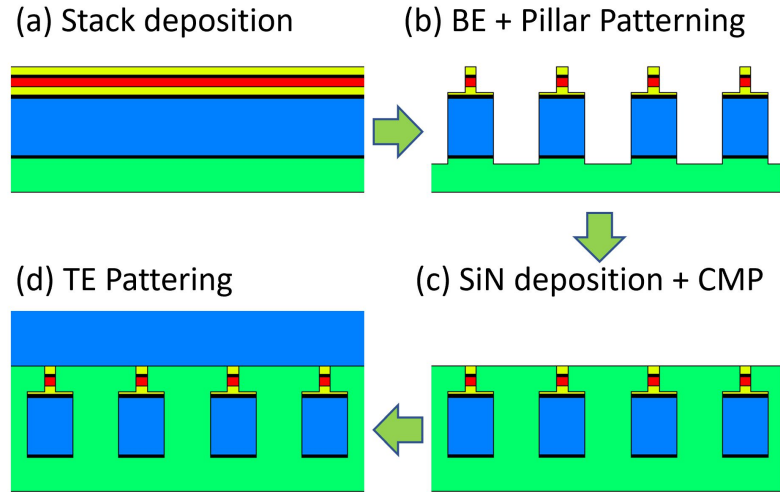 (a) Stack deposition
(b) BE + Pillar Patterning
(d) TE Pattering
(c) SiN deposition + CMP